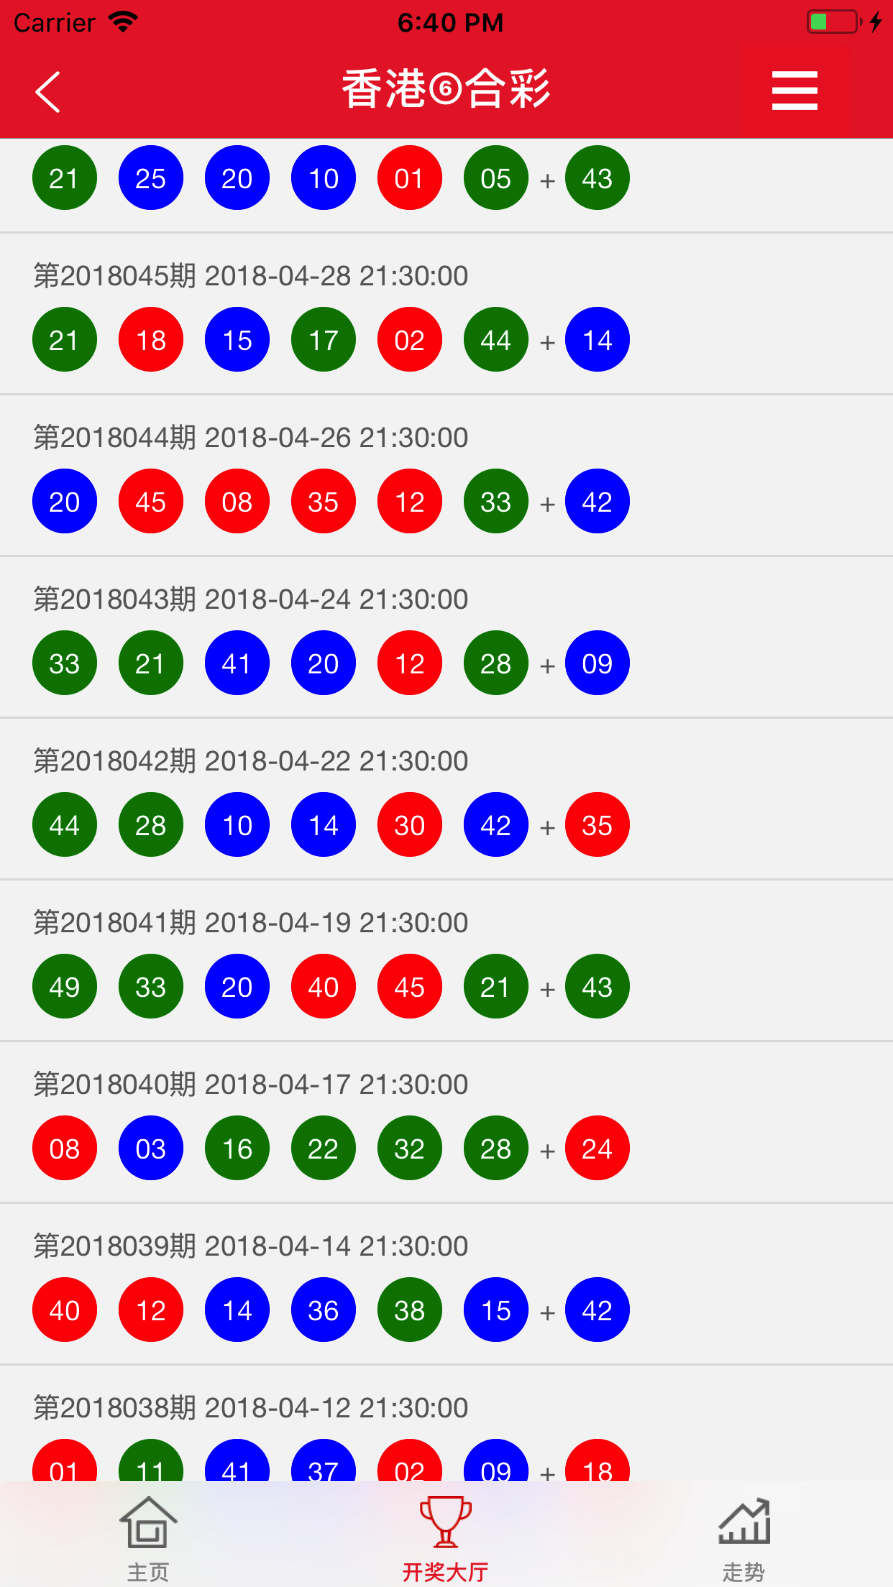 Carrier 6:40 PM
香港⑥合彩
21 25 20 10 01 05 + 43
第2018045期 2018-04-28 21:30:00
21 18 15 17 02 44 + 14
第2018044期 2018-04-26 21:30:00
20 45 08 35 12 33 + 42
第2018043期 2018-04-24 21:30:00
33 21 41 20 12 28 + 09
第2018042期 2018-04-22 21:30:00
44 28 10 14 30 42 + 35
第2018041期 2018-04-19 21:30:00
49 33 20 40 45 21 + 43
第2018040期 2018-04-17 21:30:00
08 03 16 22 32 28 + 24
第2018039期 2018-04-14 21:30:00
40 12 14 36 38 15 + 42
第2018038期 2018-04-12 21:30:00
01 11 41 37 02 09 + 18
主页 开奖大厅 走势